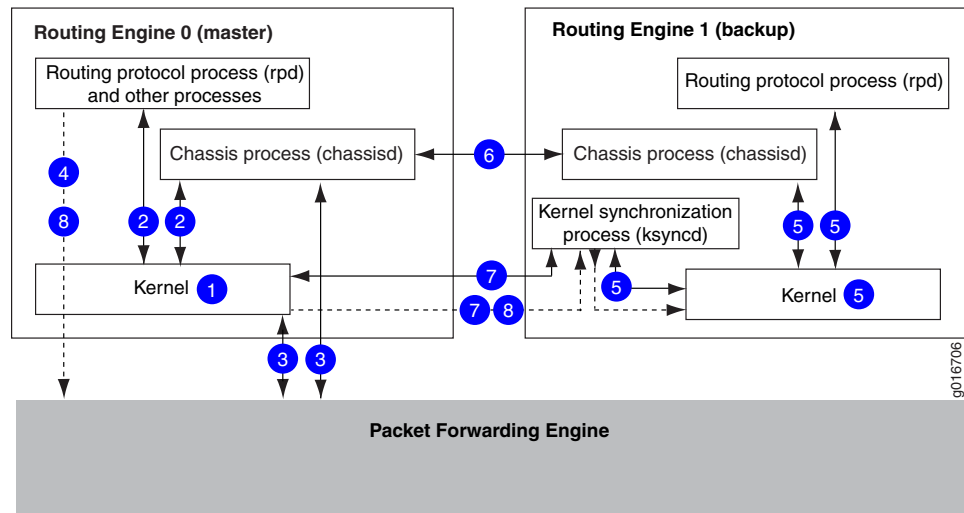 Routing Engine 0 (master)
Routing protocol process (rpd)
and other processes
Chassis process (chassisd)
4
8
2
2
Kernel 1
3
3
6
7
7 8
Routing Engine 1 (backup)
Routing protocol process (rpd)
Chassis process (chassisd)
Kernel synchronization
process (ksyncd)
5
5
5
Kernel 5
g016706
Packet Forwarding Engine